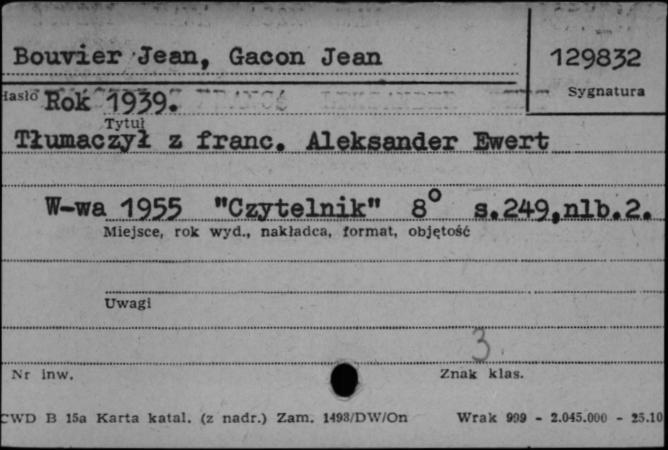 Bouvier Jean, Gacon Jean
129832
Sygnatura
Hasło Rok 1939.
Tytuł
Tłumaczył z franc. Aleksander Ewert
W-wa 1955 "Czytelnik" 8° s.249,nlb.2.
Miejsce, rok wyd., nakładca, format, objętość
Uwagi
3
Nr inw.
Znak klas.
CWD B 15a Karta katal. (z nadr.) Zam. 1493/DW/On Wrak 999 - 2.045.000 - 25.10